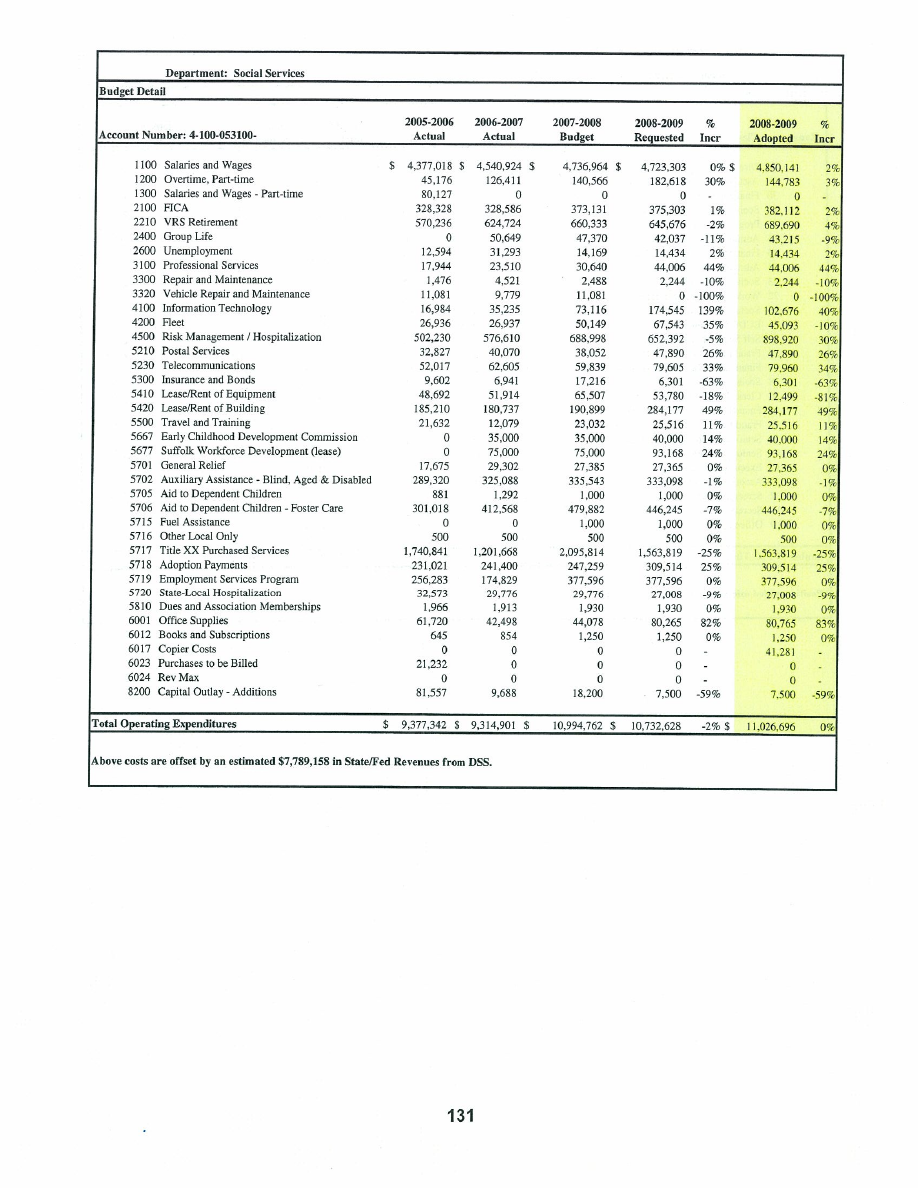 Department: Social Services
Budget Detail
2005-2006 2006-2007 2007-2008 2008-2009 % 2008-2009 %
Account Number: 4-100-053100- Actual Actual Budget Requested Incr Adopted Incr
1100 Salaries and Wages $ 4,377,018 $ 4,540,924 $ 4,736,964 $ 4,723,303 0% $ 4,850,141 2%
1200 Overtime, Part-time 45,176 126,411 140,566 182,618 30% 144,783 3%
1300 Salaries and Wages - Part-time 80,127 0 0 0 - 0 -
2100 FICA 328,328 328,586 373,131 375,303 1% 382,112 2%
2210 VRS Retirement 570,236 624,724 660,333 645,676 -2% 689,690 4%
2400 Group Life 0 50,649 47,370 42,037 -11% 43,215 -9%
2600 Unemployment 12,594 31,293 14,169 14,434 2% 14,434 2%
3100 Professional Services 17,944 23,510 30,640 44,006 44% 44,006 44%
3300 Repair and Maintenance 1,476 4,521 2,488 2,244 -10% 2,244 -10%
3320 Vehicle Repair and Maintenance 11,081 9,779 11,081 0 -100% 0 -100%
4100 Information Technology 16,984 35,235 73,116 174,545 139% 102,676 40%
4200 Fleet 26,936 26,937 50,149 67,543 35% 45,093 -10%
4500 Risk Management / Hospitalization 502,230 576,610 688,998 652,392 -5% 898,920 30%
5210 Postal Services 32,827 40,070 38,052 47,890 26% 47,890 26%
5230 Telecommunications 52,017 62,605 59,839 79,605 33% 79,960 34%
5300 Insurance and Bonds 9,602 6,941 17,216 6,301 -63% 6,301 -63%
5410 Lease/Rent of Equipment 48,692 51,914 65,507 53,780 -18% 12,499 -81%
5420 Lease/Rent of Building 185,210 180,737 190,899 284,177 49% 284,177 49%
5500 Travel and Training 21,632 12,079 23,032 25,516 11% 25,516 11%
5667 Early Childhood Development Commission 0 35,000 35,000 40,000 14% 40,000 14%
5677 Suffolk Workforce Development (lease) 0 75,000 75,000 93,168 24% 93,168 24%
5701 General Relief 17,675 29,302 27,385 27,365 0% 27,365 0%
5702 Auxiliary Assistance - Blind, Aged & Disabled 289,320 325,088 335,543 333,098 -1% 333,098 -1%
5705 Aid to Dependent Children 881 1,292 1,000 1,000 0% 1,000 0%
5706 Aid to Dependent Children - Foster Care 301,018 412,568 479,882 446,245 -7% 446,245 -7%
5715 Fuel Assistance 0 0 1,000 1,000 0% 1,000 0%
5716 Other Local Only 500 500 500 500 0% 500 0%
5717 Title XX Purchased Services 1,740,841 1,201,668 2,095,814 1,563,819 -25% 1,563,819 -25%
5718 Adoption Payments 231,021 241,400 247,259 309,514 25% 309,514 25%
5719 Employment Services Program 256,283 174,829 377,596 377,596 0% 377,596 0%
5720 State-Local Hospitalization 32,573 29,776 29,776 27,008 -9% 27,008 -9%
5810 Dues and Association Memberships 1,966 1,913 1,930 1,930 0% 1,930 0%
6001 Office Supplies 61,720 42,498 44,078 80,265 82% 80,765 83%
6012 Books and Subscriptions 645 854 1,250 1,250 0% 1,250 0%
6017 Copier Costs 0 0 0 0 - 41,281 -
6023 Purchases to be Billed 21,232 0 0 0 - 0 -
6024 Rev Max 0 0 0 0 - 0 -
8200 Capital Outlay - Additions 81,557 9,688 18,200 7,500 -59% 7,500 -59%
Total Operating Expenditures $ 9,377,342 $ 9,314,901 $ 10,994,762 $ 10,732,628 -2% $ 11,026,696 0%
Above costs are offset by an estimated $7,789,158 in State/Fed Revenues from DSS.
131